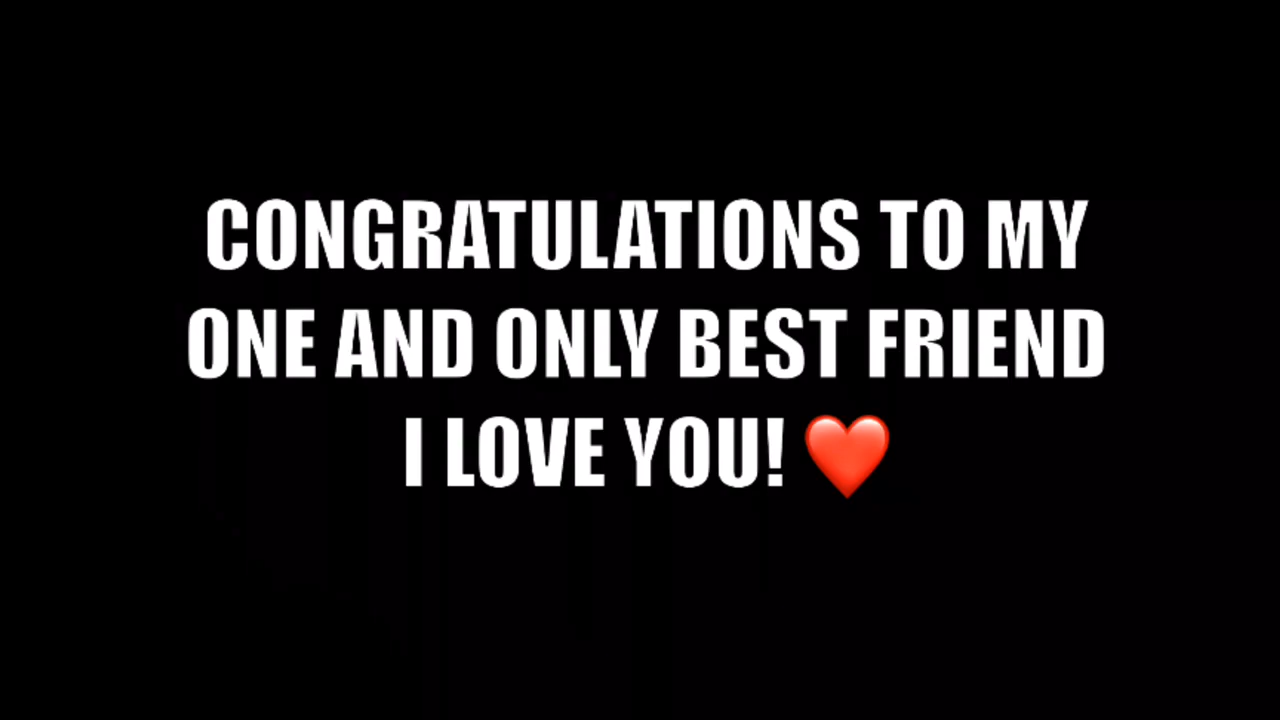 CONGRATULATIONS TO MY
ONE AND ONLY BEST FRIEND
I LOVE YOU! ❤️